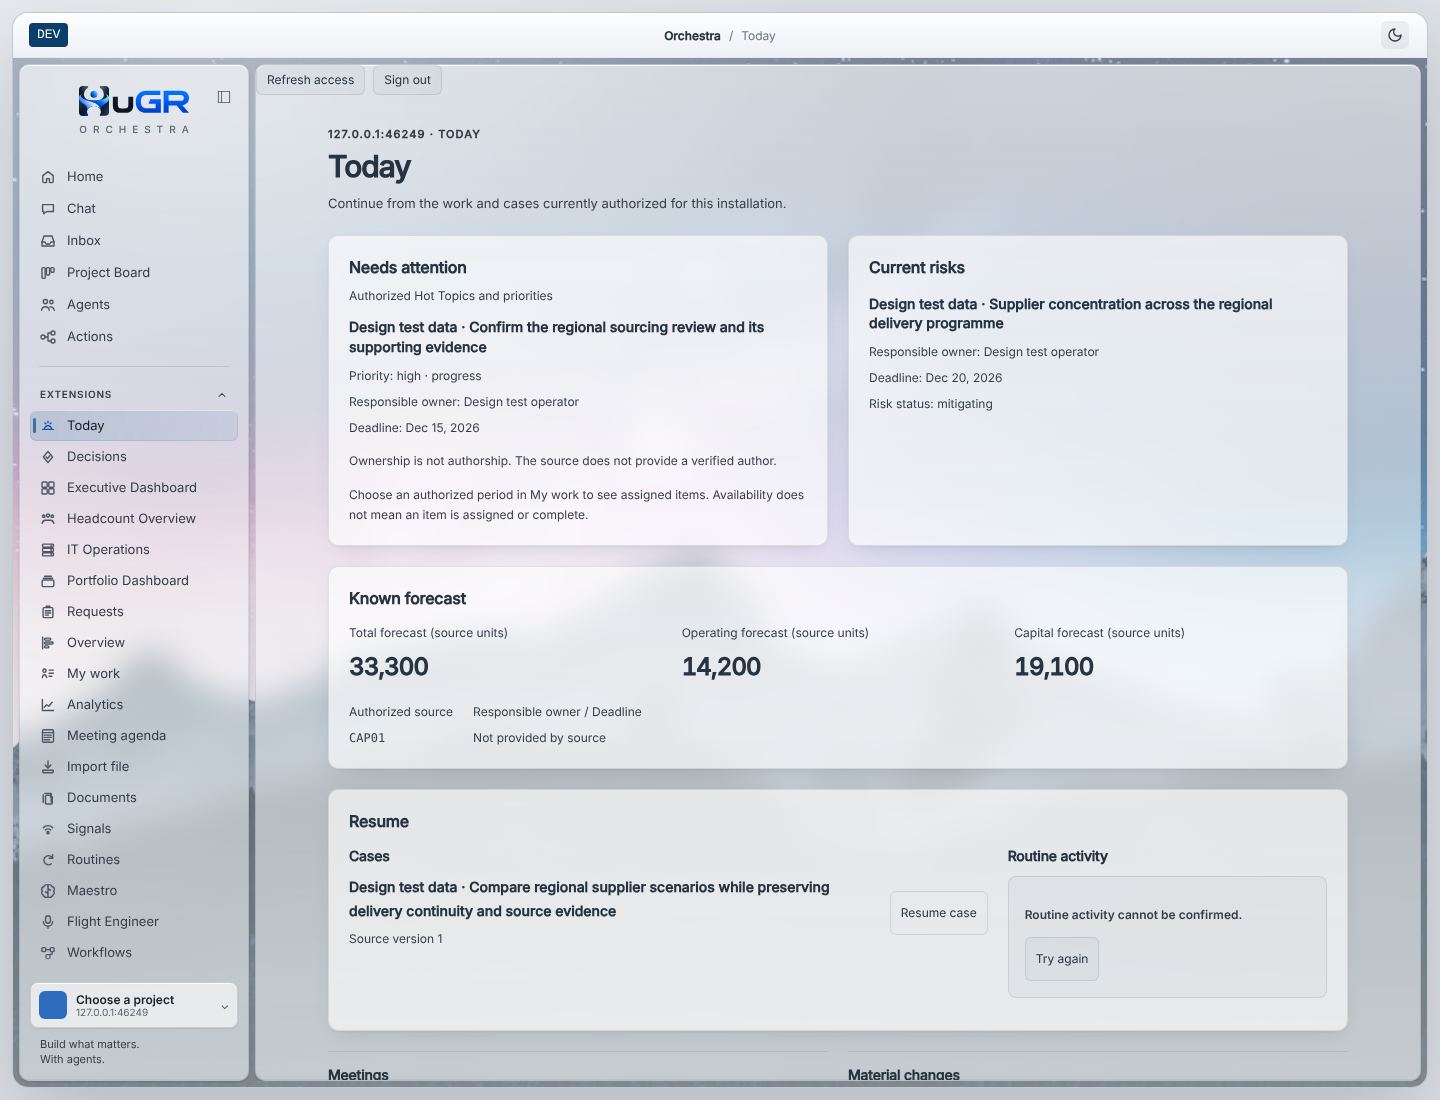 DEV
Orchestra / Today
Refresh access
Sign out
HuGR
ORCHESTRA
Home
Chat
Inbox
Project Board
Agents
Actions
EXTENSIONS
Today
Decisions
Executive Dashboard
Headcount Overview
IT Operations
Portfolio Dashboard
Requests
Overview
My work
Analytics
Meeting agenda
Import file
Documents
Signals
Routines
Maestro
Flight Engineer
Workflows
Choose a project
127.0.0.1:46249
Build what matters.
With agents.
127.0.0.1:46249 · TODAY
Today
Continue from the work and cases currently authorized for this installation.
Needs attention
Authorized Hot Topics and priorities
Design test data · Confirm the regional sourcing review and its
supporting evidence
Priority: high · progress
Responsible owner: Design test operator
Deadline: Dec 15, 2026
Ownership is not authorship. The source does not provide a verified author.
Choose an authorized period in My work to see assigned items. Availability does
not mean an item is assigned or complete.
Current risks
Design test data · Supplier concentration across the regional
delivery programme
Responsible owner: Design test operator
Deadline: Dec 20, 2026
Risk status: mitigating
Known forecast
Total forecast (source units)
33,300
Operating forecast (source units)
14,200
Capital forecast (source units)
19,100
Authorized source
Responsible owner / Deadline
CAP01
Not provided by source
Resume
Cases
Design test data · Compare regional supplier scenarios while preserving
delivery continuity and source evidence
Source version 1
Resume case
Routine activity
Routine activity cannot be confirmed.
Try again
Meetings
Material changes